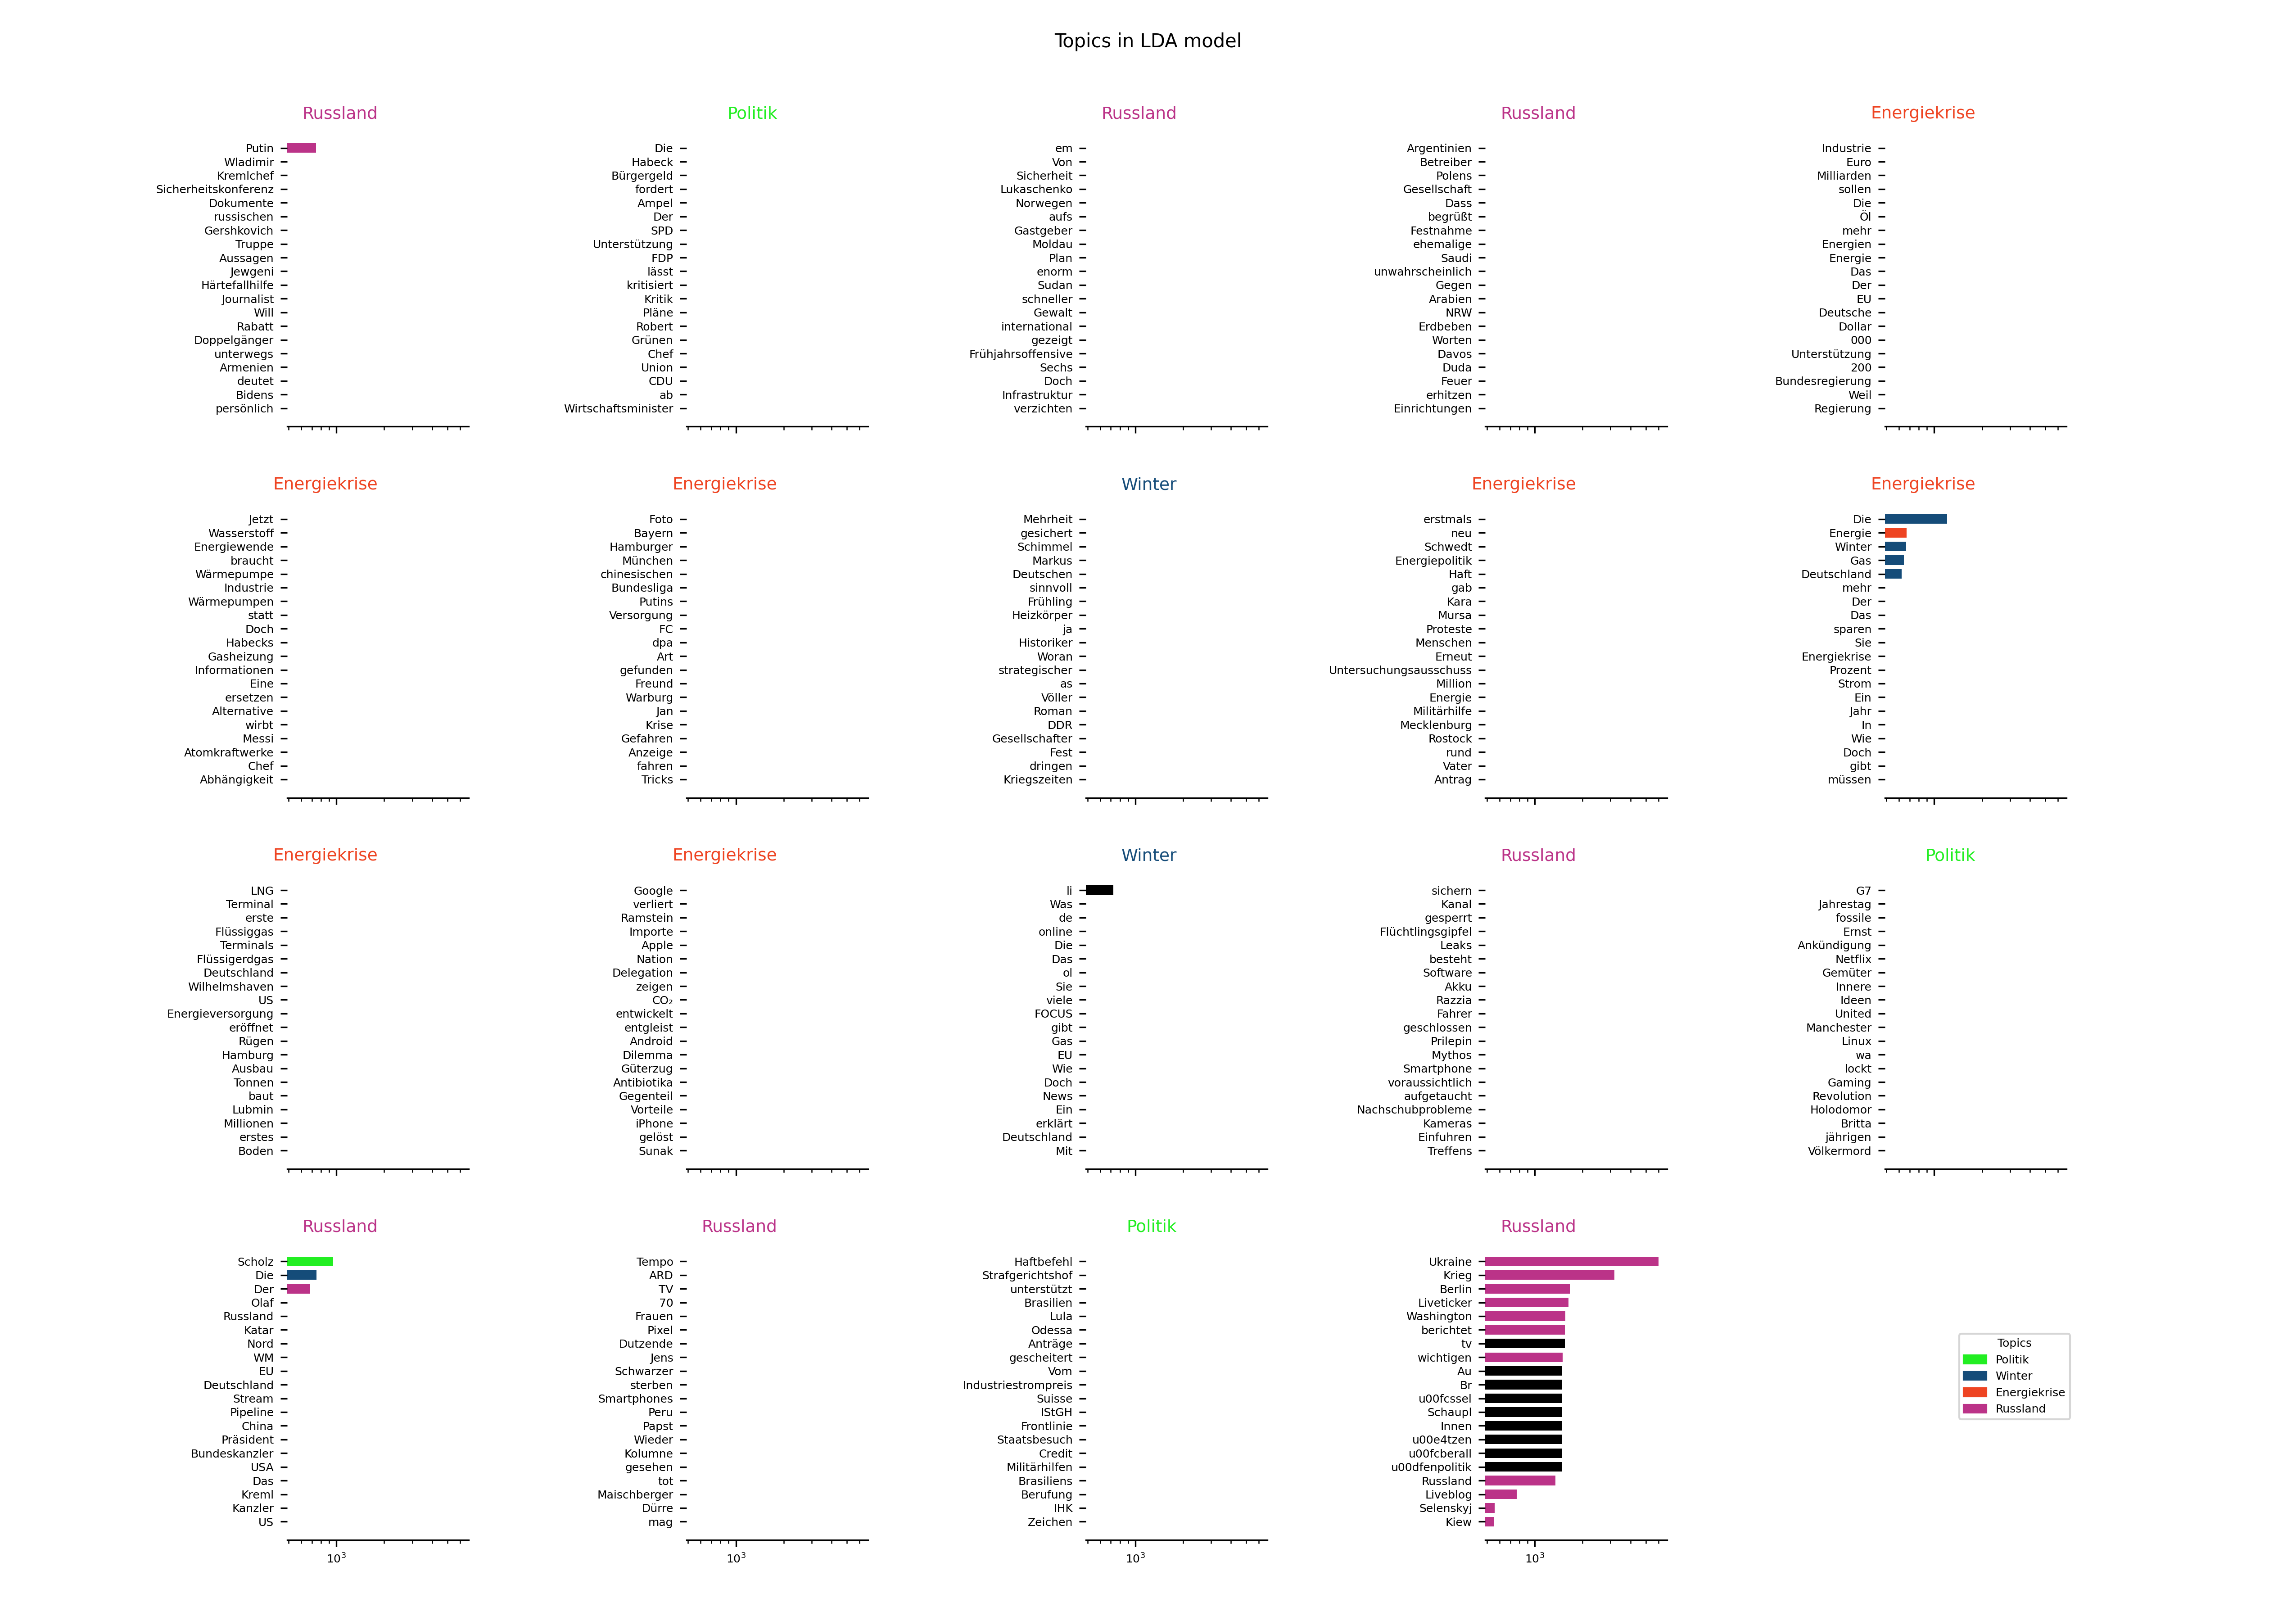 Topics in LDA model
Russland
Putin
Wladimir
Kremlchef
Sicherheitskonferenz
Dokumente
russischen
Gershkovich
Truppe
Aussagen
Jewgeni
Härtefallhilfe
Journalist
Will
Rabatt
Doppelgänger
unterwegs
Armenien
deutet
Bidens
persönlich
Politik
Die
Habeck
Bürgergeld
fordert
Ampel
Der
SPD
Unterstützung
FDP
lässt
kritisiert
Kritik
Pläne
Robert
Grünen
Chef
Union
CDU
ab
Wirtschaftsminister
Russland
em
Von
Sicherheit
Lukaschenko
Norwegen
aufs
Gastgeber
Moldau
Plan
enorm
Sudan
schneller
Gewalt
international
gezeigt
Frühjahrsoffensive
Sechs
Doch
Infrastruktur
verzichten
Russland
Argentinien
Betreiber
Polens
Gesellschaft
Dass
begrüßt
Festnahme
ehemalige
Saudi
unwahrscheinlich
Gegen
Arabien
NRW
Erdbeben
Worten
Davos
Duda
Feuer
erhitzen
Einrichtungen
Energiekrise
Industrie
Euro
Milliarden
sollen
Die
Öl
mehr
Energien
Energie
Das
Der
EU
Deutsche
Dollar
000
Unterstützung
200
Bundesregierung
Weil
Regierung
Energiekrise
Jetzt
Wasserstoff
Energiewende
braucht
Wärmepumpe
Industrie
Wärmepumpen
statt
Doch
Habecks
Gasheizung
Informationen
Eine
ersetzen
Alternative
wirbt
Messi
Atomkraftwerke
Chef
Abhängigkeit
Energiekrise
Foto
Bayern
Hamburger
München
chinesischen
Bundesliga
Putins
Versorgung
FC
dpa
Art
gefunden
Freund
Warburg
Jan
Krise
Gefahren
Anzeige
fahren
Tricks
Winter
Mehrheit
gesichert
Schimmel
Markus
Deutschen
sinnvoll
Frühling
Heizkörper
ja
Historiker
Woran
strategischer
as
Völler
Roman
DDR
Gesellschafter
Fest
dringen
Kriegszeiten
Energiekrise
erstmals
neu
Schwedt
Energiepolitik
Haft
gab
Kara
Mursa
Proteste
Menschen
Erneut
Untersuchungsausschuss
Million
Energie
Militärhilfe
Mecklenburg
Rostock
rund
Vater
Antrag
Energiekrise
Die
Energie
Winter
Gas
Deutschland
mehr
Der
Das
sparen
Sie
Energiekrise
Prozent
Strom
Ein
Jahr
In
Wie
Doch
gibt
müssen
Energiekrise
LNG
Terminal
erste
Flüssiggas
Terminals
Flüssigerdgas
Deutschland
Wilhelmshaven
US
Energieversorgung
eröffnet
Rügen
Hamburg
Ausbau
Tonnen
baut
Lubmin
Millionen
erstes
Boden
Energiekrise
Google
verliert
Ramstein
Importe
Apple
Nation
Delegation
zeigen
CO₂
entwickelt
entgleist
Android
Dilemma
Güterzug
Antibiotika
Gegenteil
Vorteile
iPhone
gelöst
Sunak
Winter
li
Was
de
online
Die
Das
ol
Sie
viele
FOCUS
gibt
Gas
EU
Wie
Doch
News
Ein
erklärt
Deutschland
Mit
Russland
sichern
Kanal
gesperrt
Flüchtlingsgipfel
Leaks
besteht
Software
Akku
Razzia
Fahrer
geschlossen
Prilepin
Mythos
Smartphone
voraussichtlich
aufgetaucht
Nachschubprobleme
Kameras
Einfuhren
Treffens
Politik
G7
Jahrestag
fossile
Ernst
Ankündigung
Netflix
Gemüter
Innere
Ideen
United
Manchester
Linux
wa
lockt
Gaming
Revolution
Holodomor
Britta
jährigen
Völkermord
Russland
Scholz
Die
Der
Olaf
Russland
Katar
Nord
WM
EU
Deutschland
Stream
Pipeline
China
Präsident
Bundeskanzler
USA
Das
Kreml
Kanzler
US
10³
Russland
Tempo
ARD
TV
70
Frauen
Pixel
Dutzende
Jens
Schwarzer
sterben
Smartphones
Peru
Papst
Wieder
Kolumne
gesehen
tot
Maischberger
Dürre
mag
10³
Politik
Haftbefehl
Strafgerichtshof
unterstützt
Brasilien
Lula
Odessa
Anträge
gescheitert
Vom
Industriestrompreis
Suisse
IStGH
Frontlinie
Staatsbesuch
Credit
Militärhilfen
Brasiliens
Berufung
IHK
Zeichen
10³
Russland
Ukraine
Krieg
Berlin
Liveticker
Washington
berichtet
tv
wichtigen
Au
Br
u00fcssel
Schaupl
Innen
u00e4tzen
u00fcberall
u00dfenpolitik
Russland
Liveblog
Selenskyj
Kiew
10³
Topics
Politik
Winter
Energiekrise
Russland